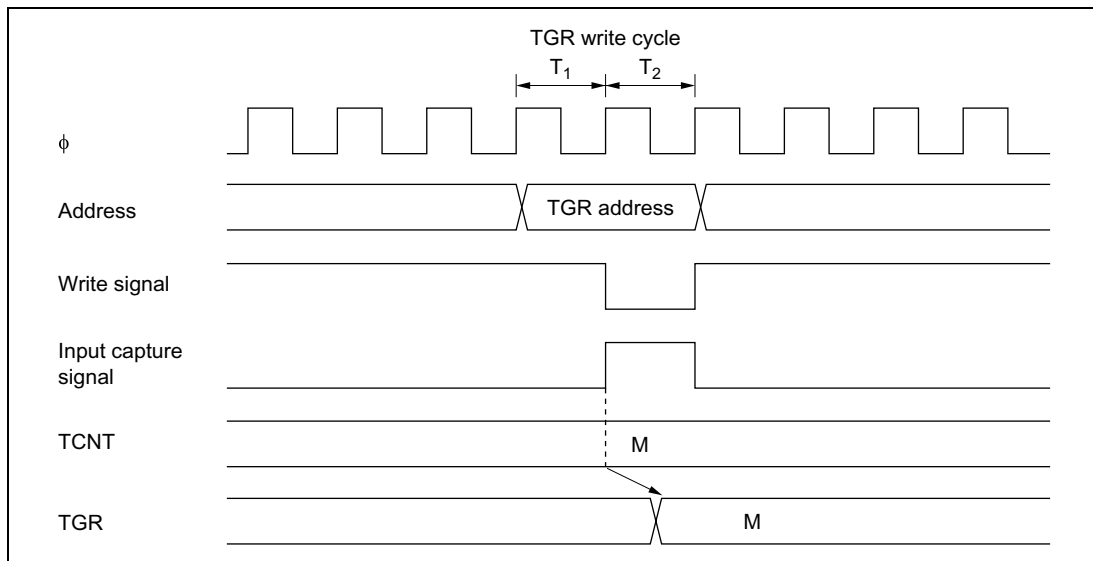 TGR write cycle
T₁ T₂
ϕ
Address
TGR address
Write signal
Input capture
signal
TCNT
M
TGR
M